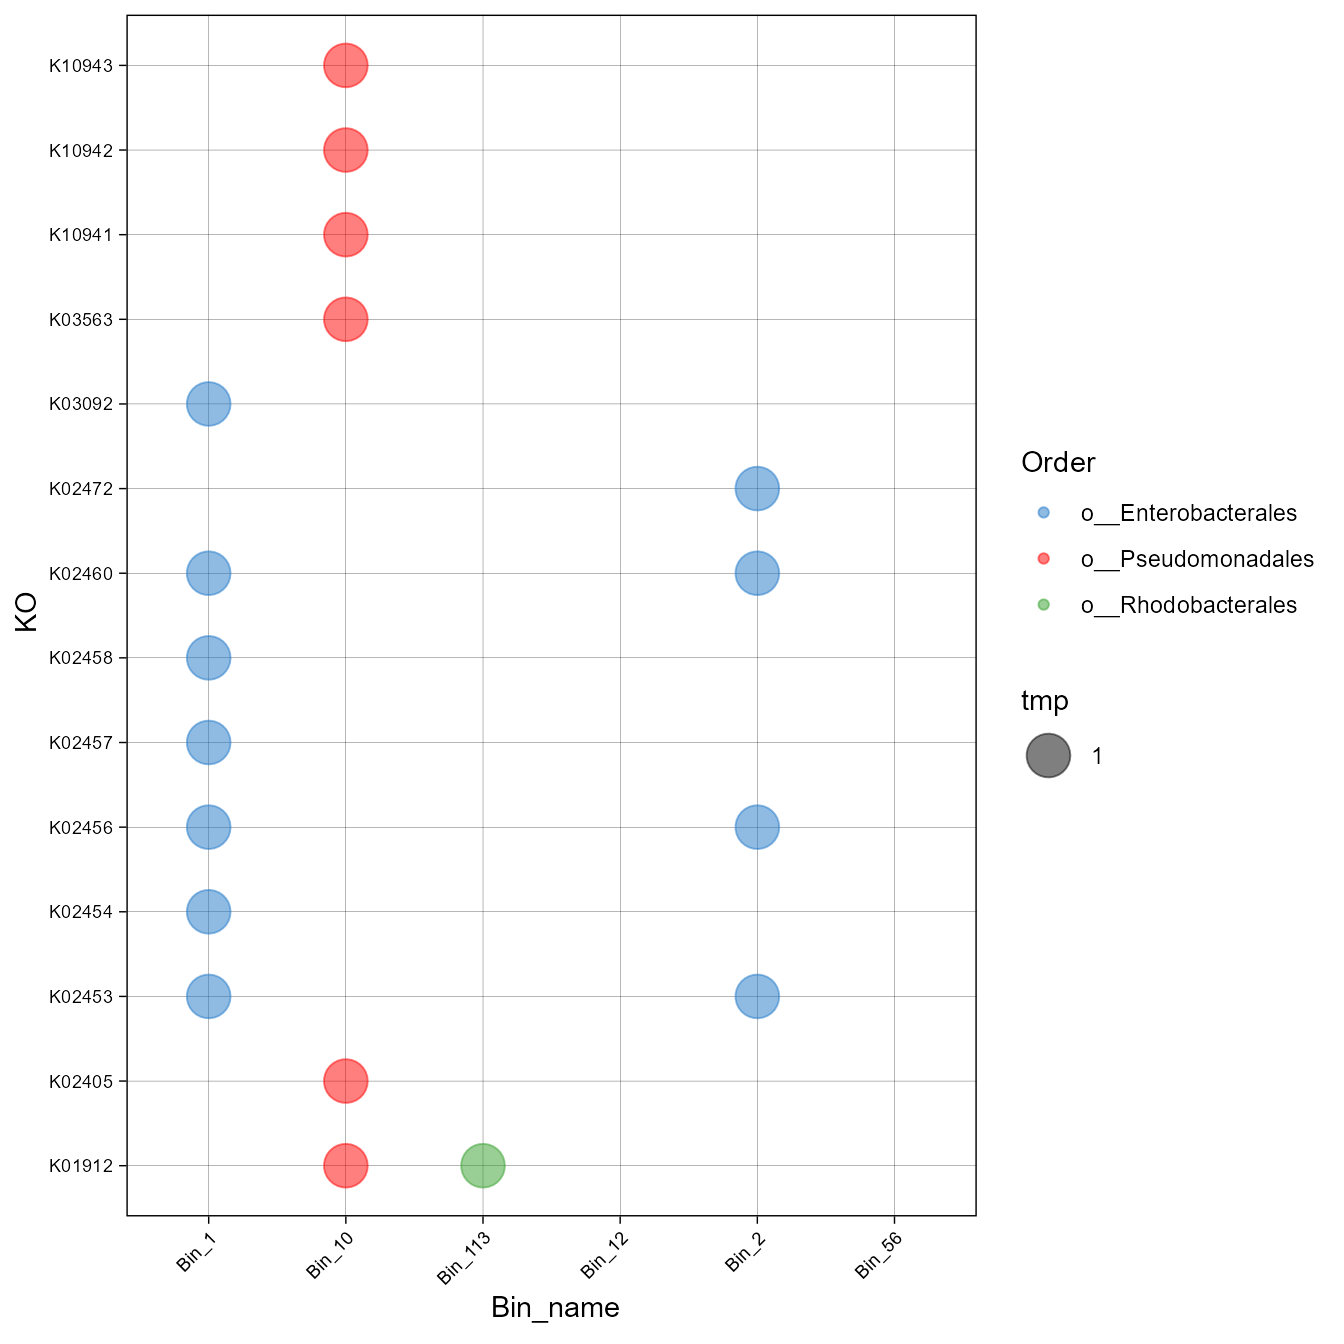 K10943
K10942
K10941
K03563
K03092
K02472
K02460
K02458
K02457
K02456
K02454
K02453
K02405
K01912
KO
Bin_1
Bin_10
Bin_113
Bin_12
Bin_2
Bin_56
Bin_name
Order
o__Enterobacterales
o__Pseudomonadales
o__Rhodobacterales
tmp
1